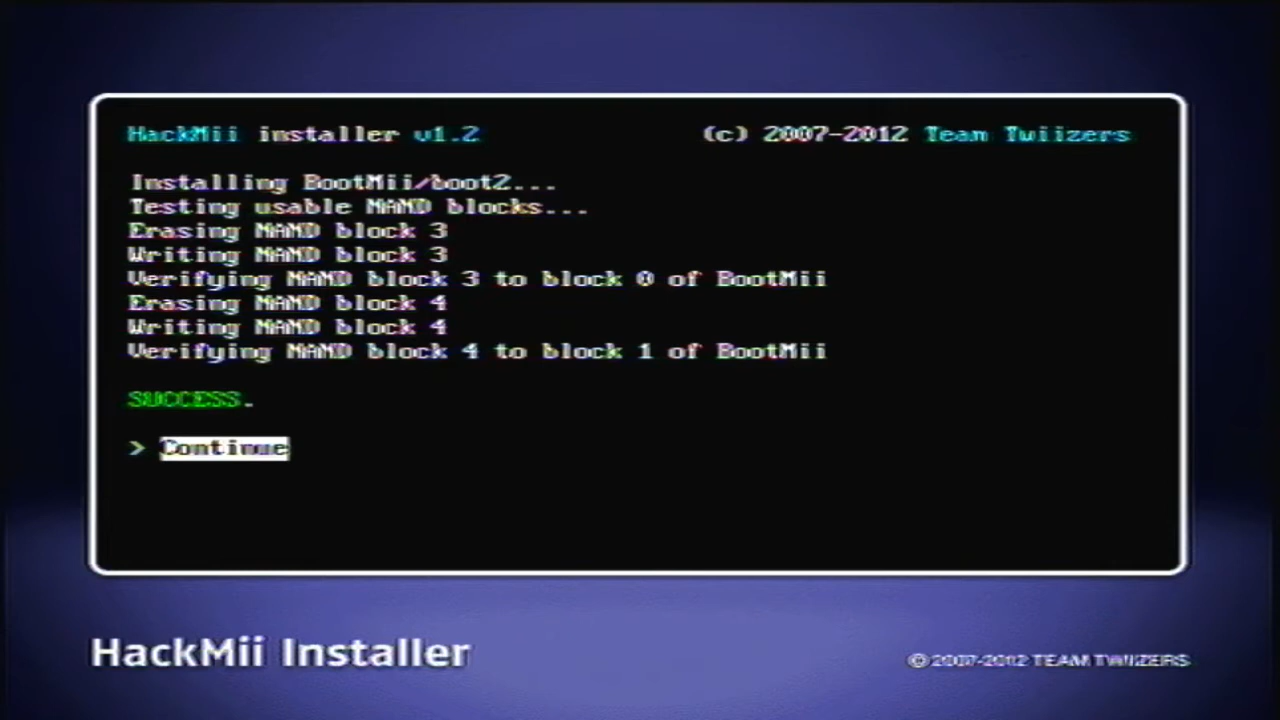 HackMii installer v1.2 (c) 2007-2012 Team Twiizers
Installing BootMii/boot2...
Testing usable NAND blocks...
Erasing NAND block 3
Writing NAND block 3
Verifying NAND block 3 to block 0 of BootMii
Erasing NAND block 4
Writing NAND block 4
Verifying NAND block 4 to block 1 of BootMii
SUCCESS.
> Continue
HackMii Installer
© 2007-2012 TEAM TWIIZERS